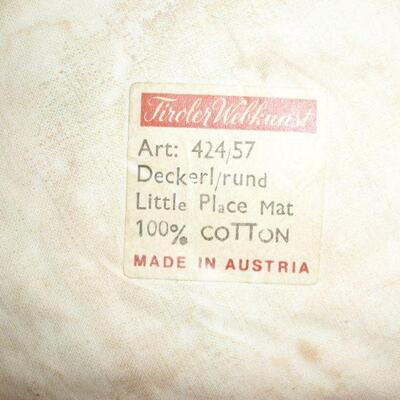 Tiroler Webkunst
Art: 424/57
Deckerl/rund
Little Place Mat
100% COTTON
MADE IN AUSTRIA